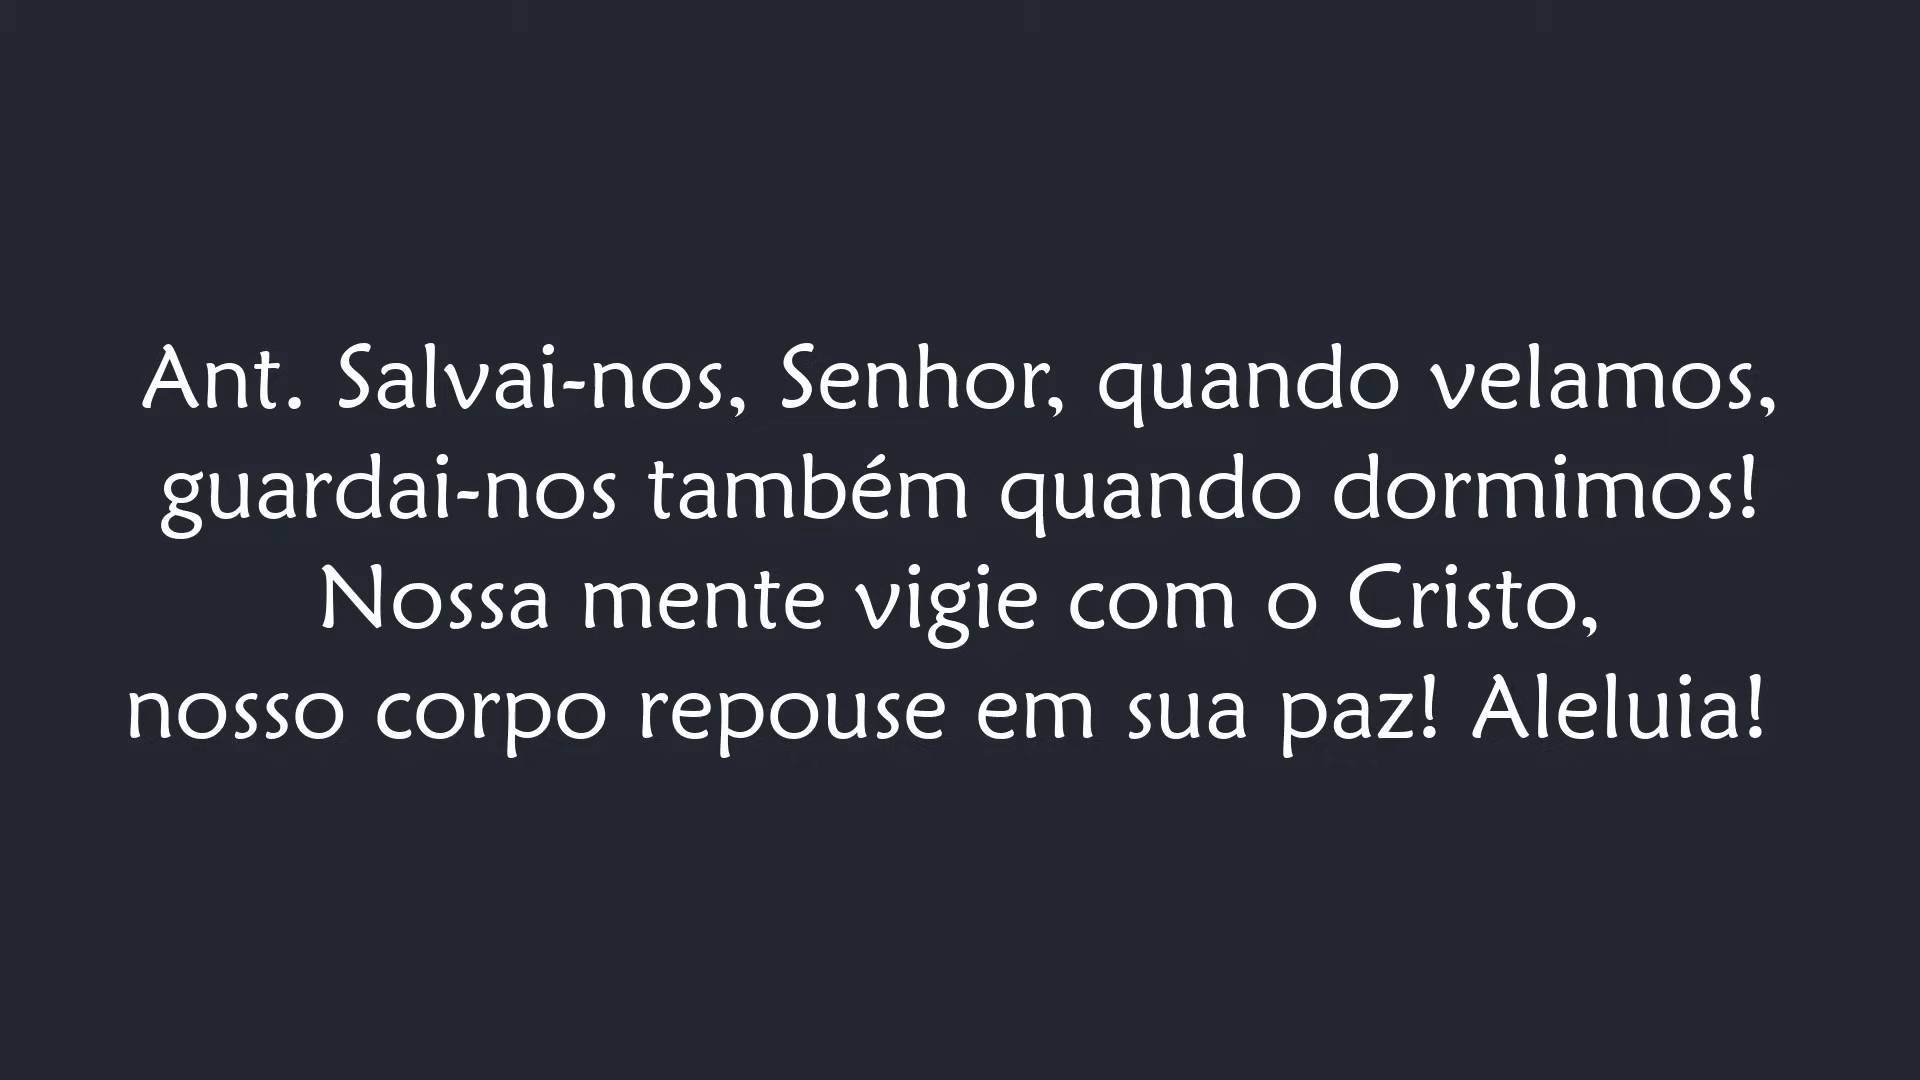 Ant. Salvai-nos, Senhor, quando velamos,
guardai-nos também quando dormimos!
Nossa mente vigie com o Cristo,
nosso corpo repouse em sua paz! Aleluia!